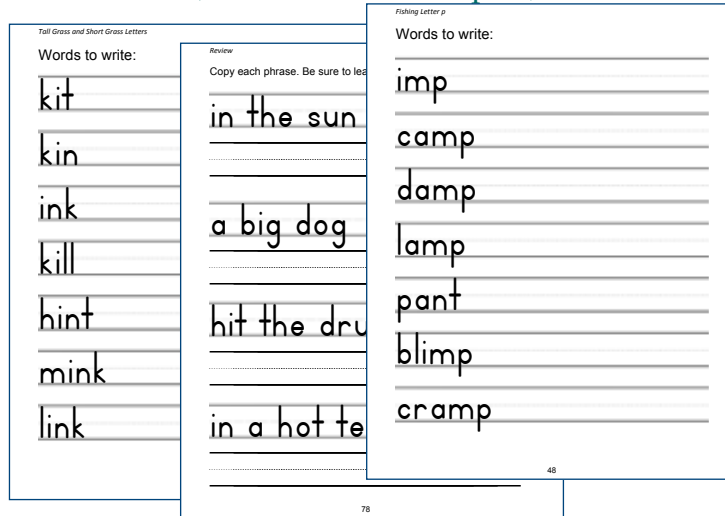 Tall Grass and Short Grass Letters
Words to write:
kit
kin
ink
kill
hint
mink
link
Review
Copy each phrase. Be sure to lea
in the sun
a big dog
hit the dru
in a hot te
78
Fishing Letter p
Words to write:
imp
camp
damp
lamp
pant
blimp
cramp
48